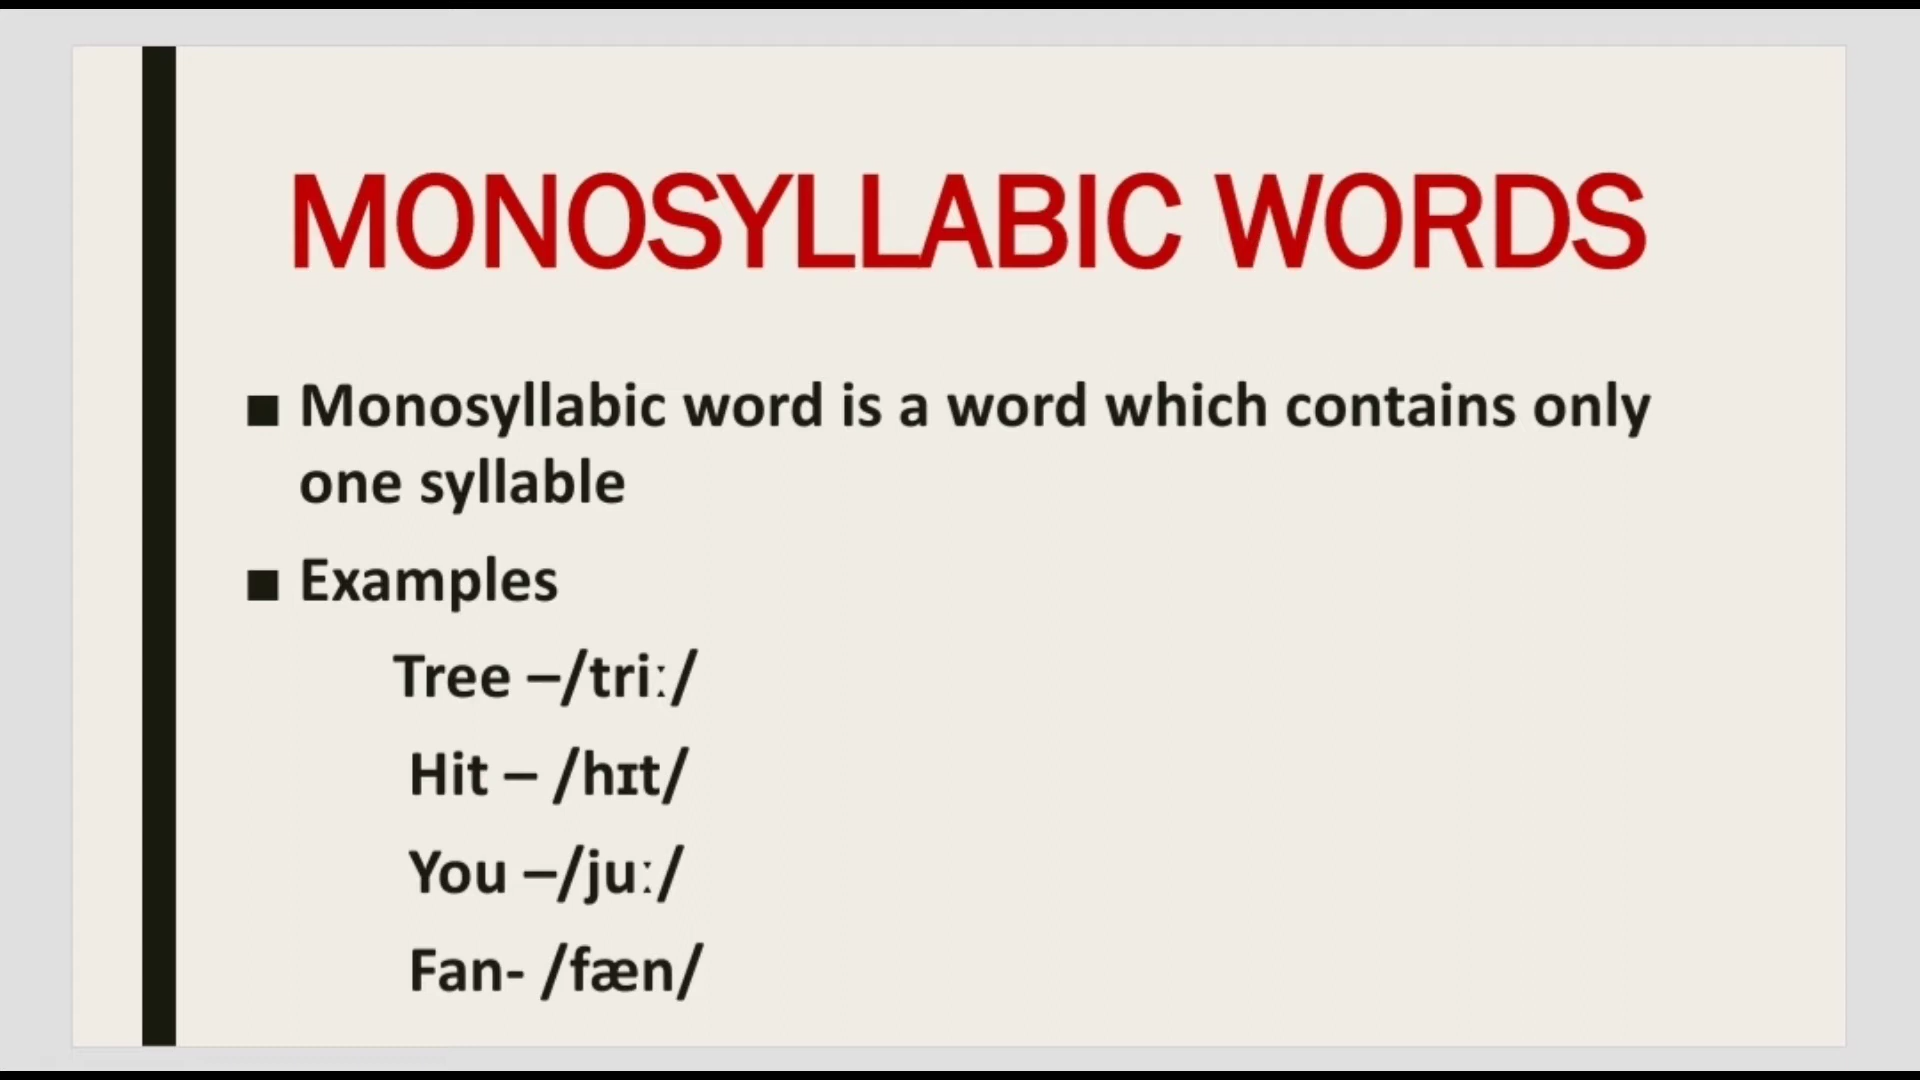 MONOSYLLABIC WORDS
■ Monosyllabic word is a word which contains only
one syllable
■ Examples
Tree –/triː/
Hit – /hɪt/
You –/juː/
Fan- /fæn/